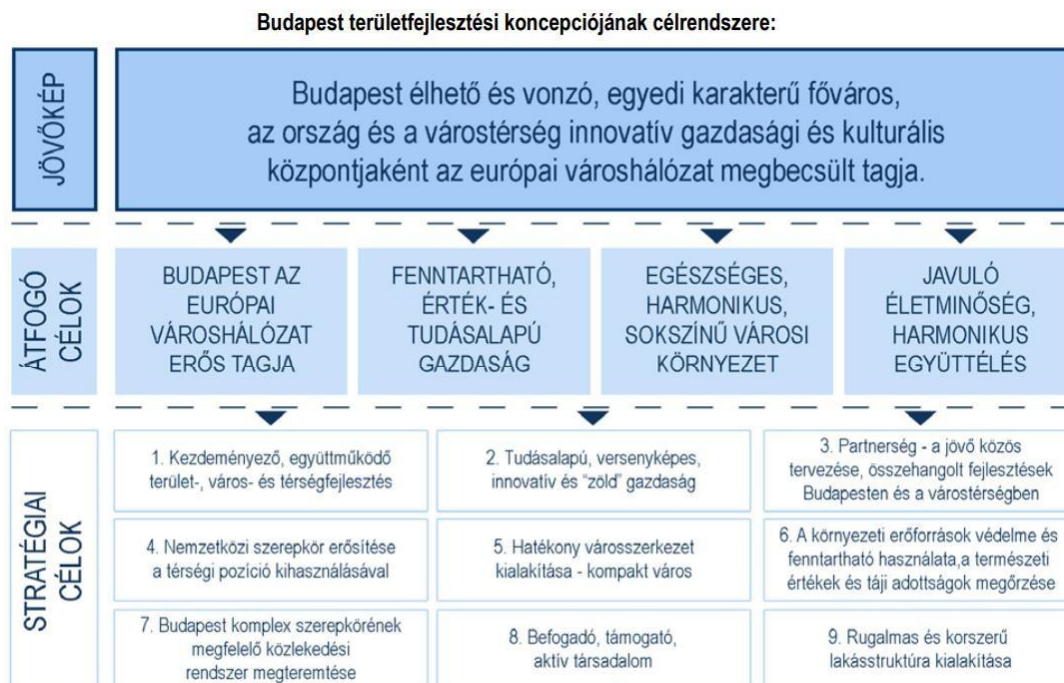 Budapest területfejlesztési koncepciójának célrendszere:
JÖVŐKÉP
Budapest élhető és vonzó, egyedi karakterű főváros,
az ország és a várostérség innovatív gazdasági és kulturális
központjaként az európai városhálózat megbecsült tagja.
ÁTFOGÓ
CÉLOK
BUDAPEST AZ
EURÓPAI
VÁROSHÁLÓZAT
ERŐS TAGJA
FENNTARTHATÓ,
ÉRTÉK- ÉS
TUDÁSALAPÚ
GAZDASÁG
EGÉSZSÉGES,
HARMONIKUS,
SOKSZÍNŰ VÁROSI
KÖRNYEZET
JAVULÓ
ÉLETMINŐSÉG,
HARMONIKUS
EGYÜTTÉLÉS
STRATÉGIAI
CÉLOK
1. Kezdeményező, együttműködő
terület-, város- és térségfejlesztés
2. Tudásalapú, versenyképes,
innovatív és "zöld" gazdaság
3. Partnerség - a jövő közös
tervezése, összehangolt fejlesztések
Budapesten és a várostérségben
4. Nemzetközi szerepkör erősítése
a térségi pozíció kihasználásával
5. Hatékony városszerkezet
kialakítása - kompakt város
6. A környezeti erőforrások védelme és
fenntartható használata,a természeti
értékek és táji adottságok megőrzése
7. Budapest komplex szerepkörének
megfelelő közlekedési
rendszer megteremtése
8. Befogadó, támogató,
aktív társadalom
9. Rugalmas és korszerű
lakásstruktúra kialakítása